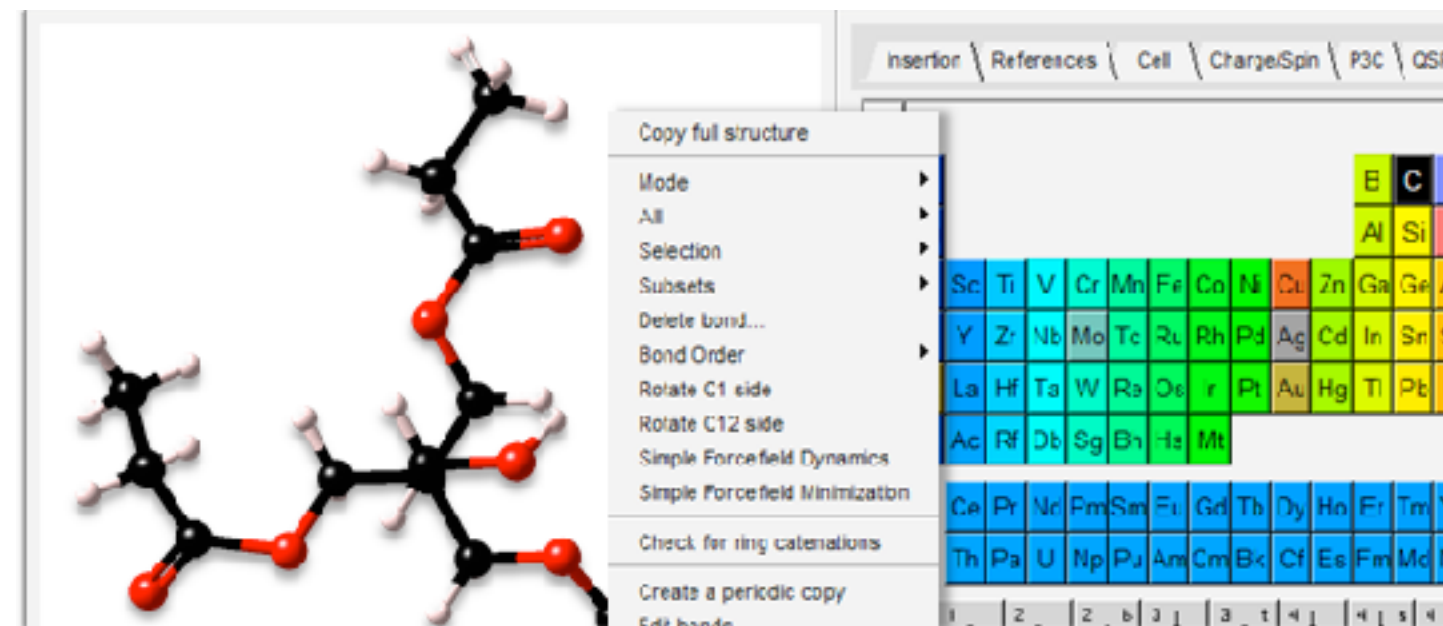 Insertion References Cell Charge/Spin P3C QSI
Copy full structure
Mode
All
Selection
Subsets
Delete bond...
Bond Order
Rotate C1 side
Rotate C12 side
Simple Forcefield Dynamics
Simple Forcefield Minimization
Check for ring catenations
Create a periodic copy
Edit bonds
B C
Al Si
Sc Ti V Cr Mn Fe Co Ni Cu Zn Ga Ge
Y Zr Nb Mo Tc Ru Rh Pd Ag Cd In Sn
La Hf Ta W Re Os Ir Pt Au Hg Tl Pb
Ac Rf Db Sg Bh Hs Mt
Ce Pr Nd Pm Sm Eu Gd Tb Dy Ho Er Tm
Th Pa U Np Pu Am Cm Bk Cf Es Fm Md